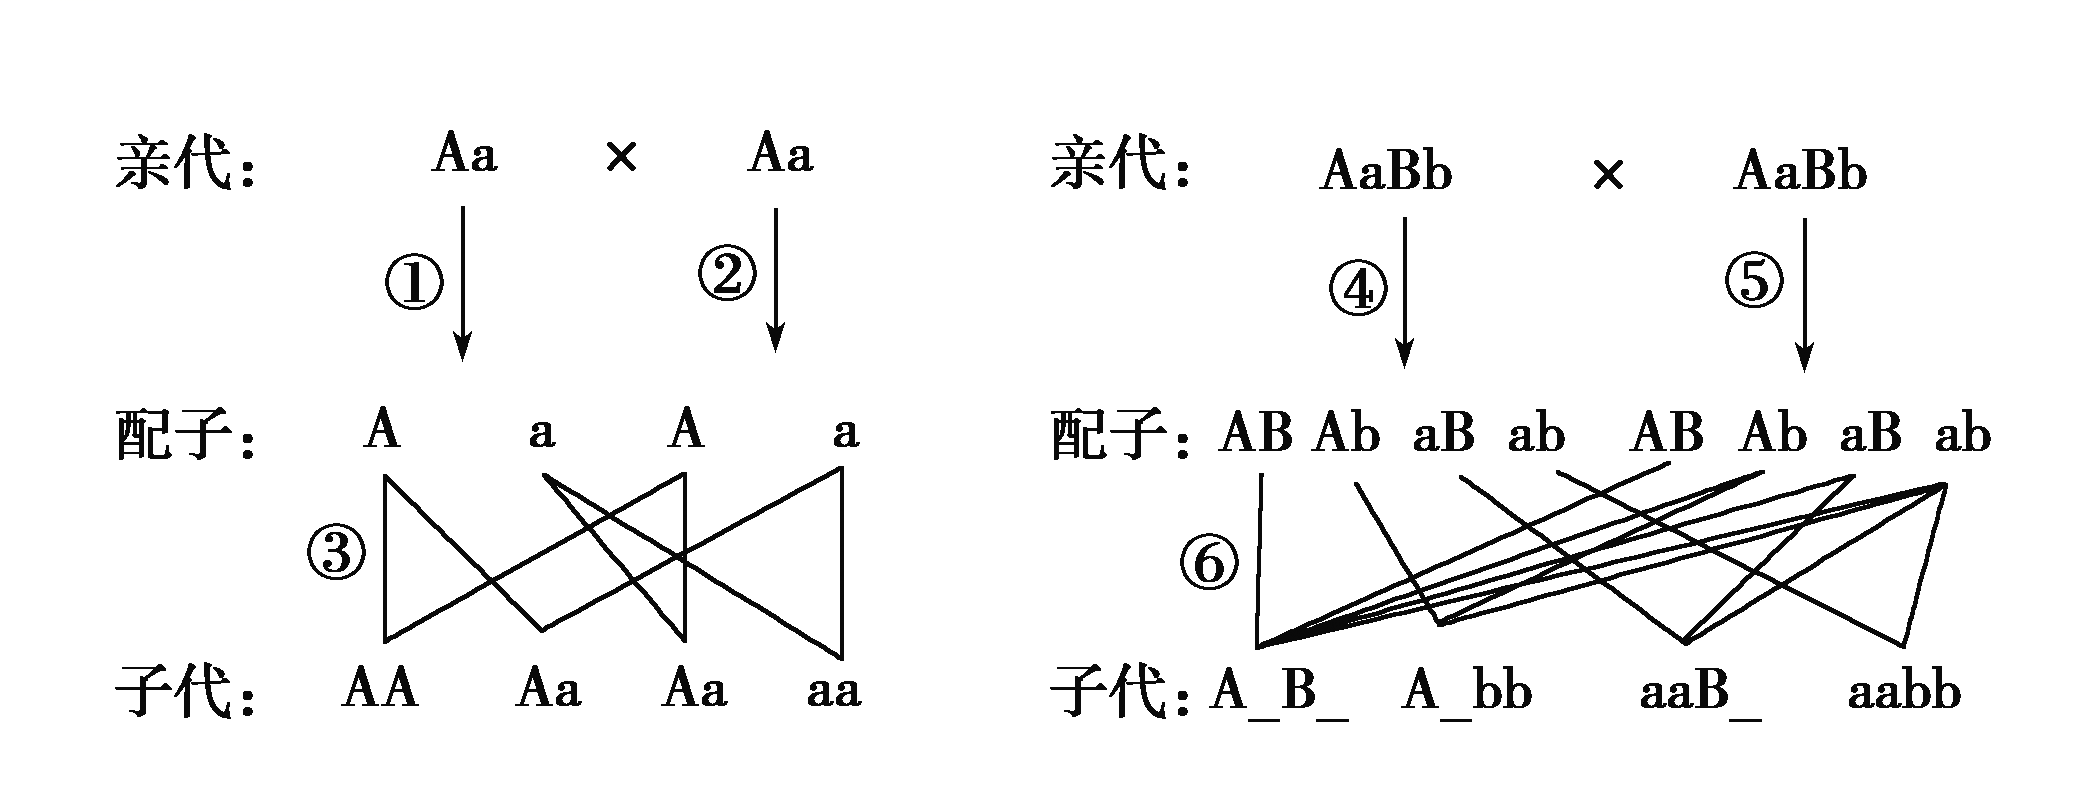 亲代： Aa × Aa
① ②
配子： A a A a
③
子代： AA Aa Aa aa
亲代： AaBb × AaBb
④ ⑤
配子： AB Ab aB ab AB Ab aB ab
⑥
子代： A_B_ A_bb aaB_ aabb